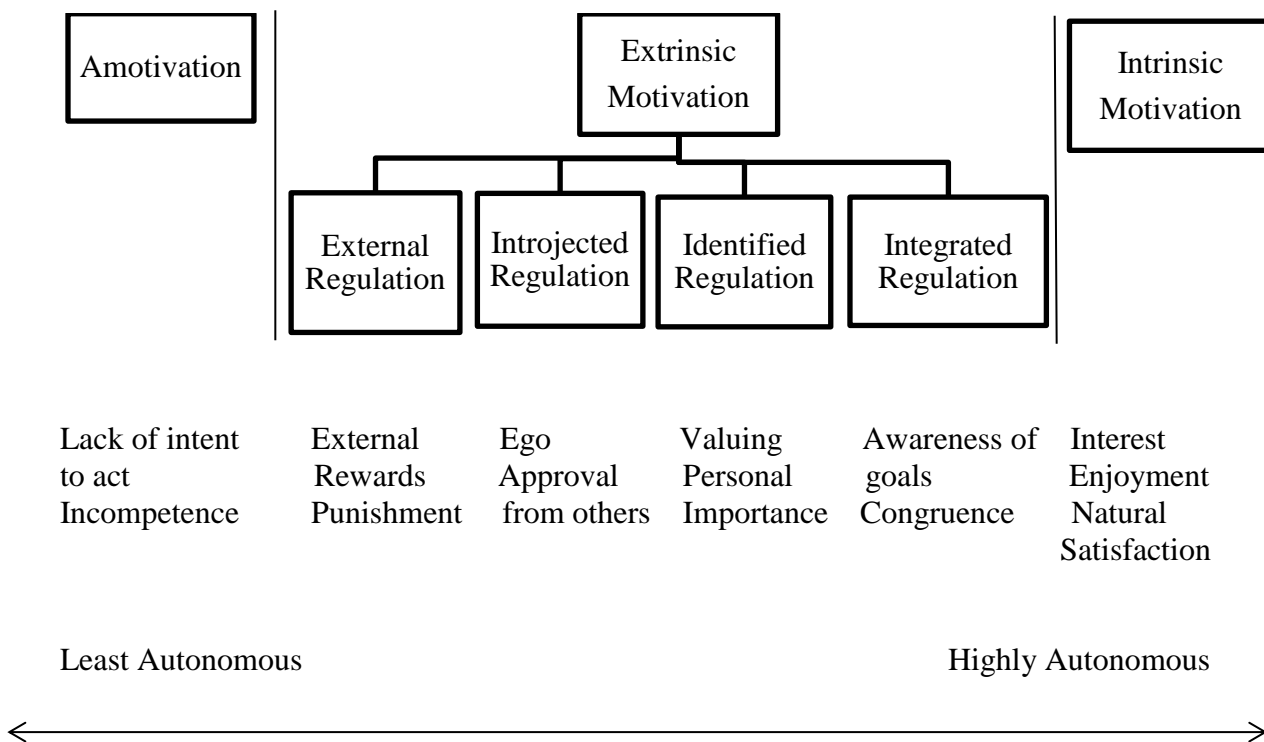 Amotivation
Extrinsic
Motivation
Intrinsic
Motivation
External
Regulation
Introjected
Regulation
Identified
Regulation
Integrated
Regulation
Lack of intent
to act
Incompetence
External
Rewards
Punishment
Ego
Approval
from others
Valuing
Personal
Importance
Awareness of
goals
Congruence
Interest
Enjoyment
Natural
Satisfaction
Least Autonomous
Highly Autonomous